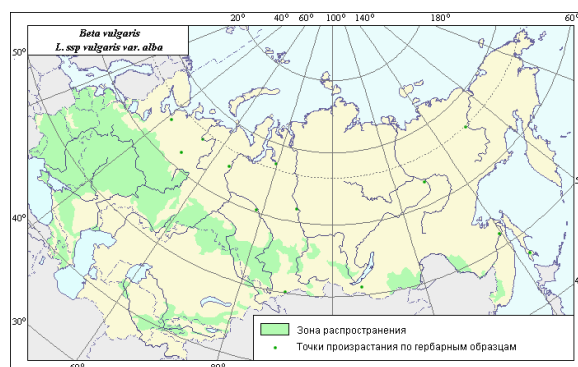 20° 40° 60° 100° 140° 180° 60°
Beta vulgaris
L. ssp vulgaris var. alba
50°
40°
30°
Зона распространения
Точки произрастания по гербарным образцам